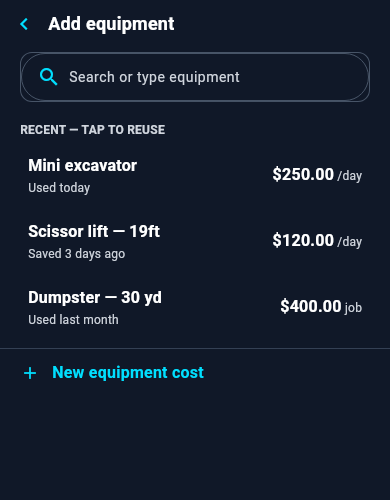 Add equipment
Search or type equipment
RECENT — TAP TO REUSE
Mini excavator
$250.00 /day
Used today
Scissor lift — 19ft
$120.00 /day
Saved 3 days ago
Dumpster — 30 yd
$400.00 job
Used last month
+ New equipment cost